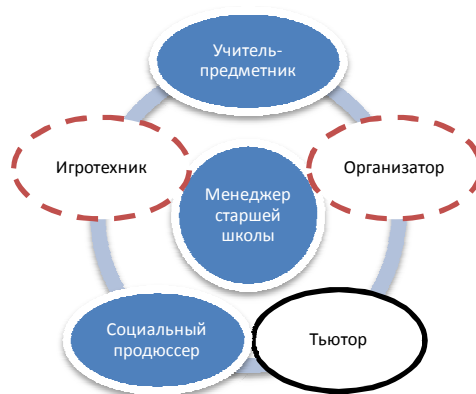 Учитель-
предметник
Игротехник
Организатор
Менеджер
старшей
школы
Социальный
продюссер
Тьютор